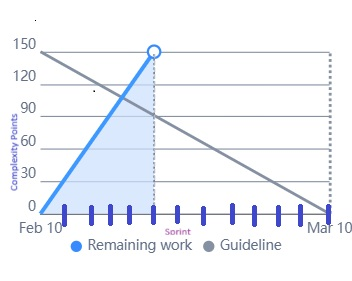 150
120
90
60
30
0
Complexity Points
Feb 10
Mar 10
Sprint
Remaining work
Guideline